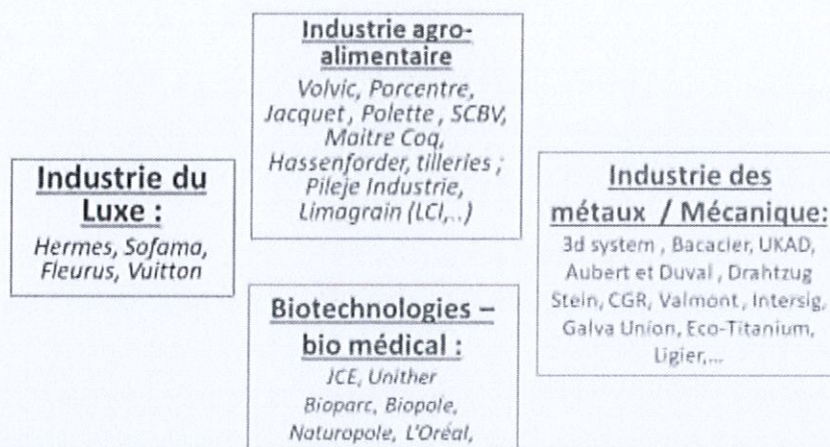 Industrie agro-
alimentaire
Volvic, Porcentre,
Jacquet, Polette, SCBV,
Maitre Coq,
Hassenforder, tilleries ;
Pileje Industrie,
Limagrain (LCI,..)
Industrie du
Luxe :
Hermes, Sofama,
Fleurus, Vuitton
Industrie des
métaux / Mécanique:
3d system , Bacacier, UKAD,
Aubert et Duval , Drahtzug
Stein, CGR, Valmont, Intersig,
Galva Union, Eco-Titanium,
Ligier,...
Biotechnologies –
bio médical :
JCE, Unither
Bioparc, Biopole,
Naturopole, L'Oréal,